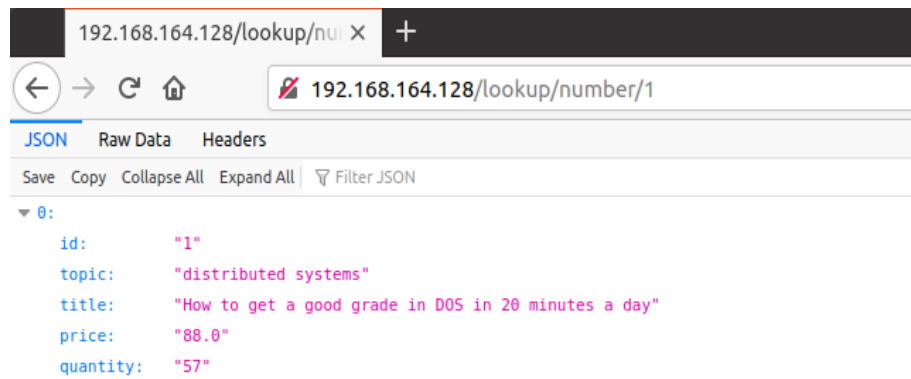 192.168.164.128/lookup/nu
192.168.164.128/lookup/number/1
JSON Raw Data Headers
Save Copy Collapse All Expand All Filter JSON
0:
id: "1"
topic: "distributed systems"
title: "How to get a good grade in DOS in 20 minutes a day"
price: "88.0"
quantity: "57"